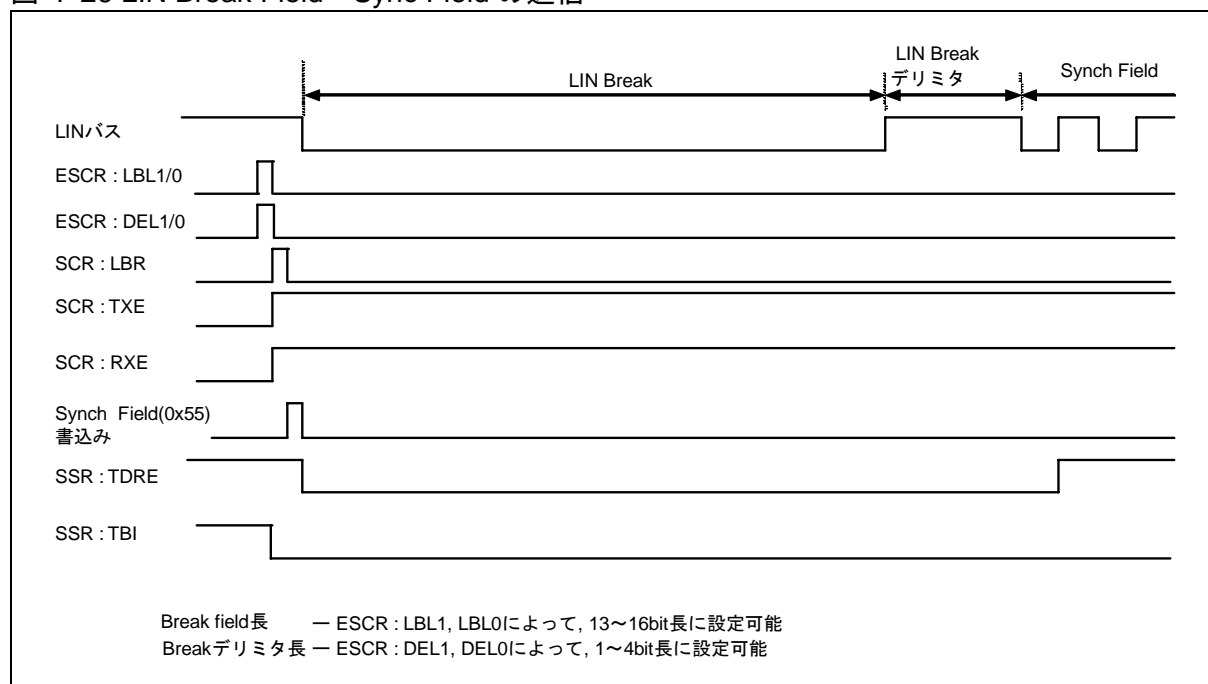 LIN Break
LIN Break
デリミタ
Synch Field
LINバス
ESCR : LBL1/0
ESCR : DEL1/0
SCR : LBR
SCR : TXE
SCR : RXE
Synch Field(0x55)
書込み
SSR : TDRE
SSR : TBI
Break field長 ー ESCR : LBL1, LBL0によって, 13～16bit長に設定可能
Breakデリミタ長 ー ESCR : DEL1, DEL0によって, 1～4bit長に設定可能